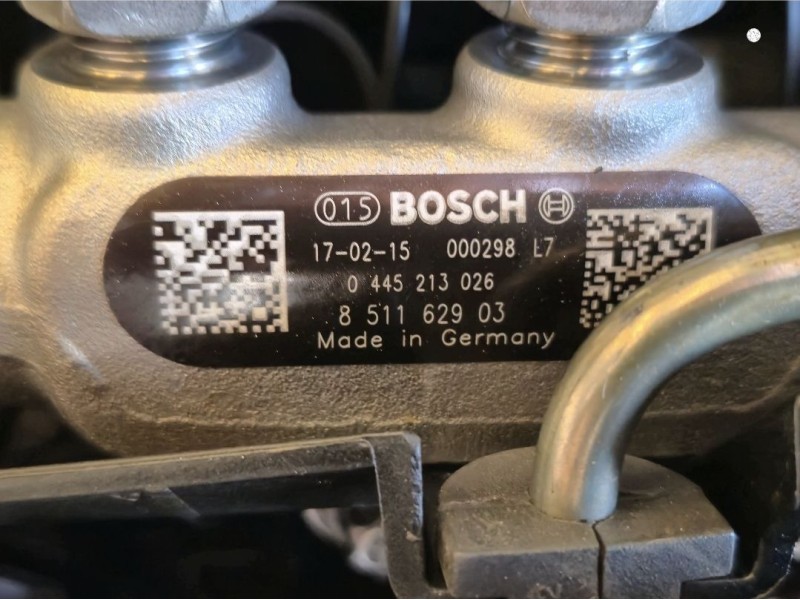 015 BOSCH
17-02-15 000298 L7
0 445 213 026
8 511 629 03
Made in Germany